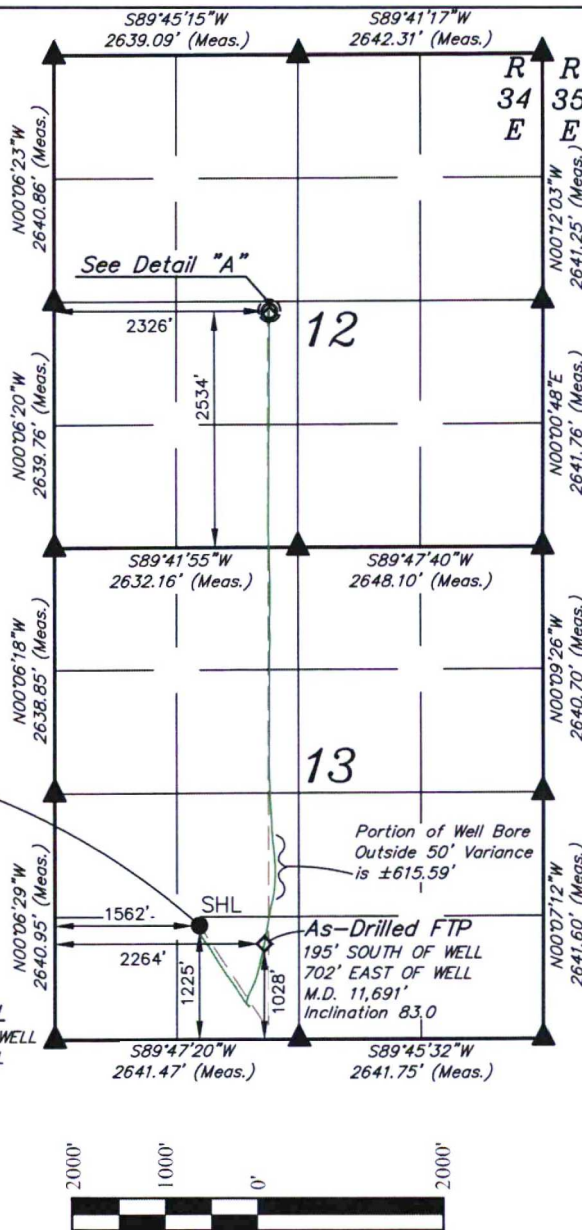 S89°45'15"W
2639.09' (Meas.)
S89°41'17"W
2642.31' (Meas.)
R R
34 35
E E
N00°06'23"W
2640.86' (Meas.)
N00°12'03"W
2641.25' (Meas.)
See Detail "A"
2326'
12
2534'
N00°06'20"W
2639.76' (Meas.)
N00°00'48"E
2641.76' (Meas.)
S89°41'55"W
2632.16' (Meas.)
S89°47'40"W
2648.10' (Meas.)
N00°06'18"W
2638.85' (Meas.)
N00°09'26"W
2640.70' (Meas.)
13
Portion of Well Bore
Outside 50' Variance
is ±615.59'
1562'
SHL
2264'
1225'
1028'
As-Drilled FTP
195' SOUTH OF WELL
702' EAST OF WELL
M.D. 11,691'
Inclination 83.0
N00°06'29"W
2640.95' (Meas.)
N00°07'12"W
2641.60' (Meas.)
L
WELL
L
S89°47'20"W
2641.47' (Meas.)
S89°45'32"W
2641.75' (Meas.)
2000'
1000'
0'
2000'